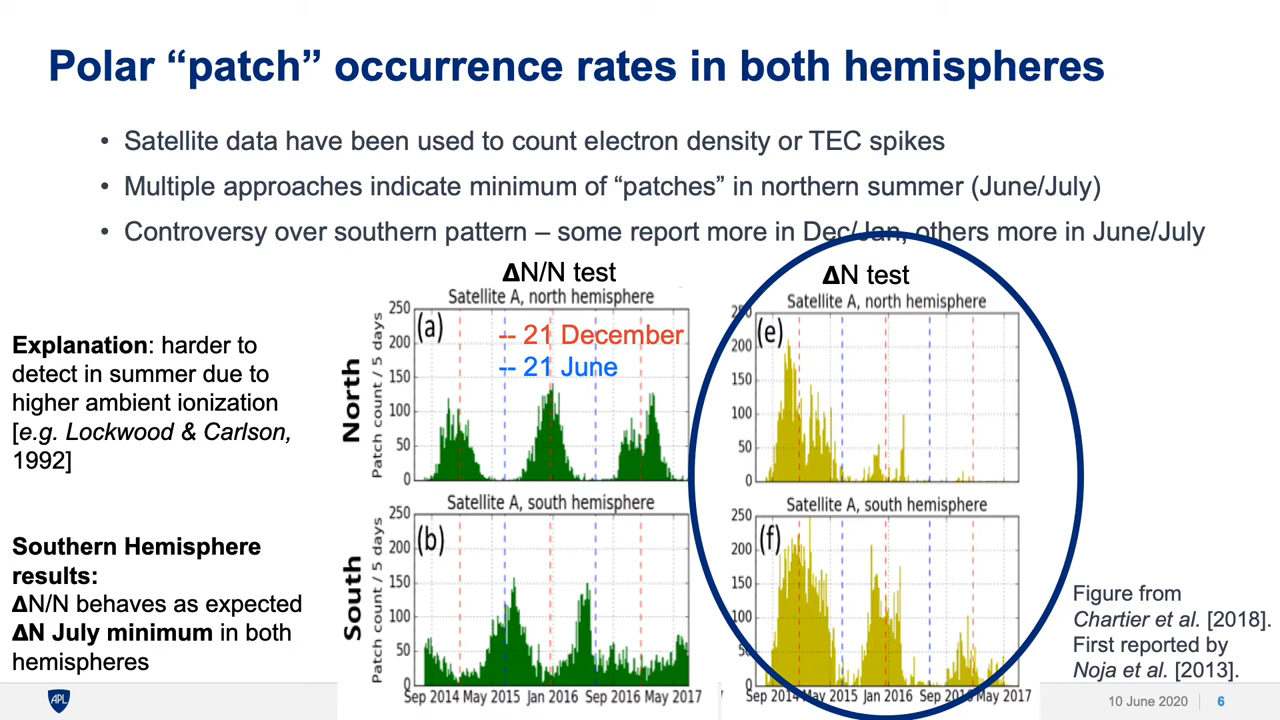 Polar “patch” occurrence rates in both hemispheres
• Satellite data have been used to count electron density or TEC spikes
• Multiple approaches indicate minimum of “patches” in northern summer (June/July)
• Controversy over southern pattern – some report more in Dec/Jan, others more in June/July
Explanation: harder to
detect in summer due to
higher ambient ionization
[e.g. Lockwood & Carlson,
1992]
Southern Hemisphere
results:
ΔN/N behaves as expected
ΔN July minimum in both
hemispheres
ΔN/N test
Satellite A, north hemisphere
(a)
-- 21 December
-- 21 June
North
Patch count / 5 days
250
200
150
100
50
0
Satellite A, south hemisphere
(b)
South
Patch count / 5 days
250
200
150
100
50
0
Sep 2014 May 2015 Jan 2016 Sep 2016 May 2017
ΔN test
Satellite A, north hemisphere
(e)
250
200
150
100
50
0
Satellite A, south hemisphere
(f)
250
200
150
100
50
0
Sep 2014 May 2015 Jan 2016 Sep 2016 May 2017
Figure from
Chartier et al. [2018].
First reported by
Noja et al. [2013].
APL
10 June 2020 | 6